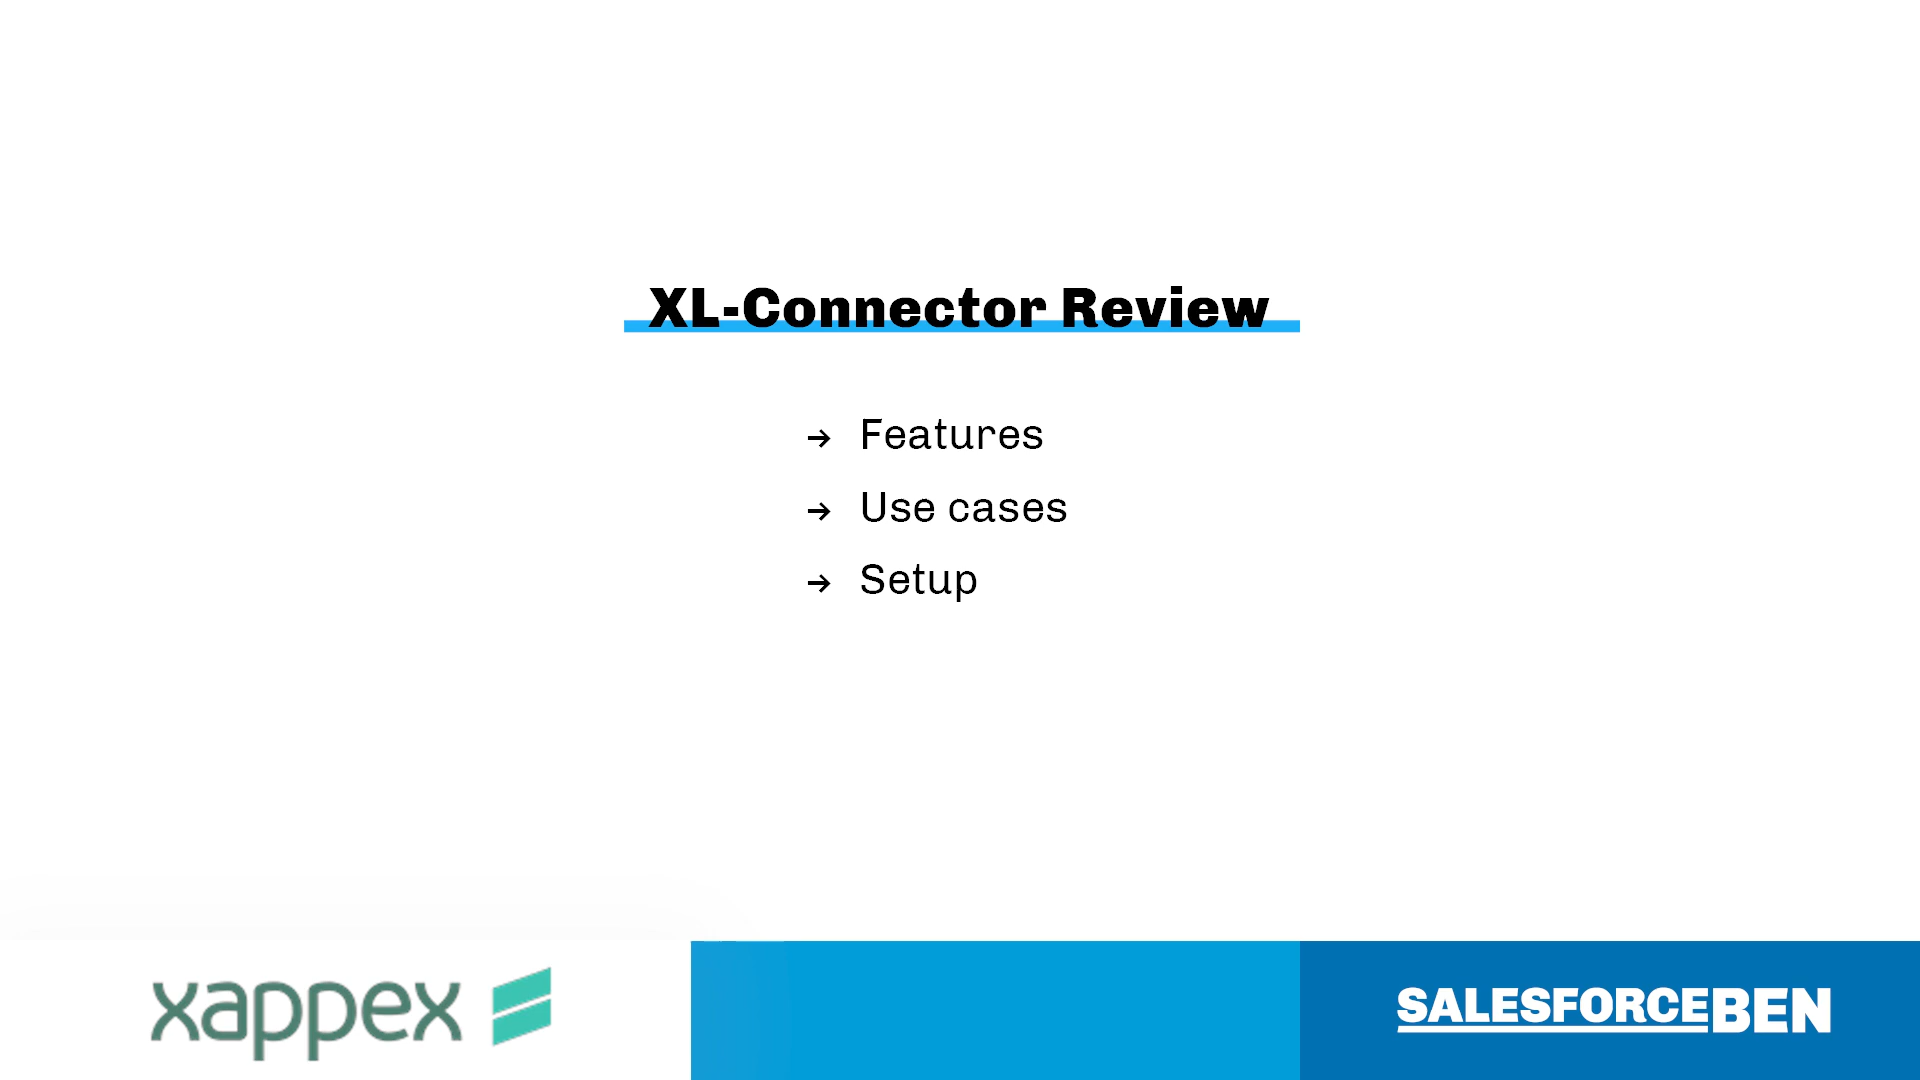 XL-Connector Review
→ Features
→ Use cases
→ Setup
xappex
SALESFORCEBEN